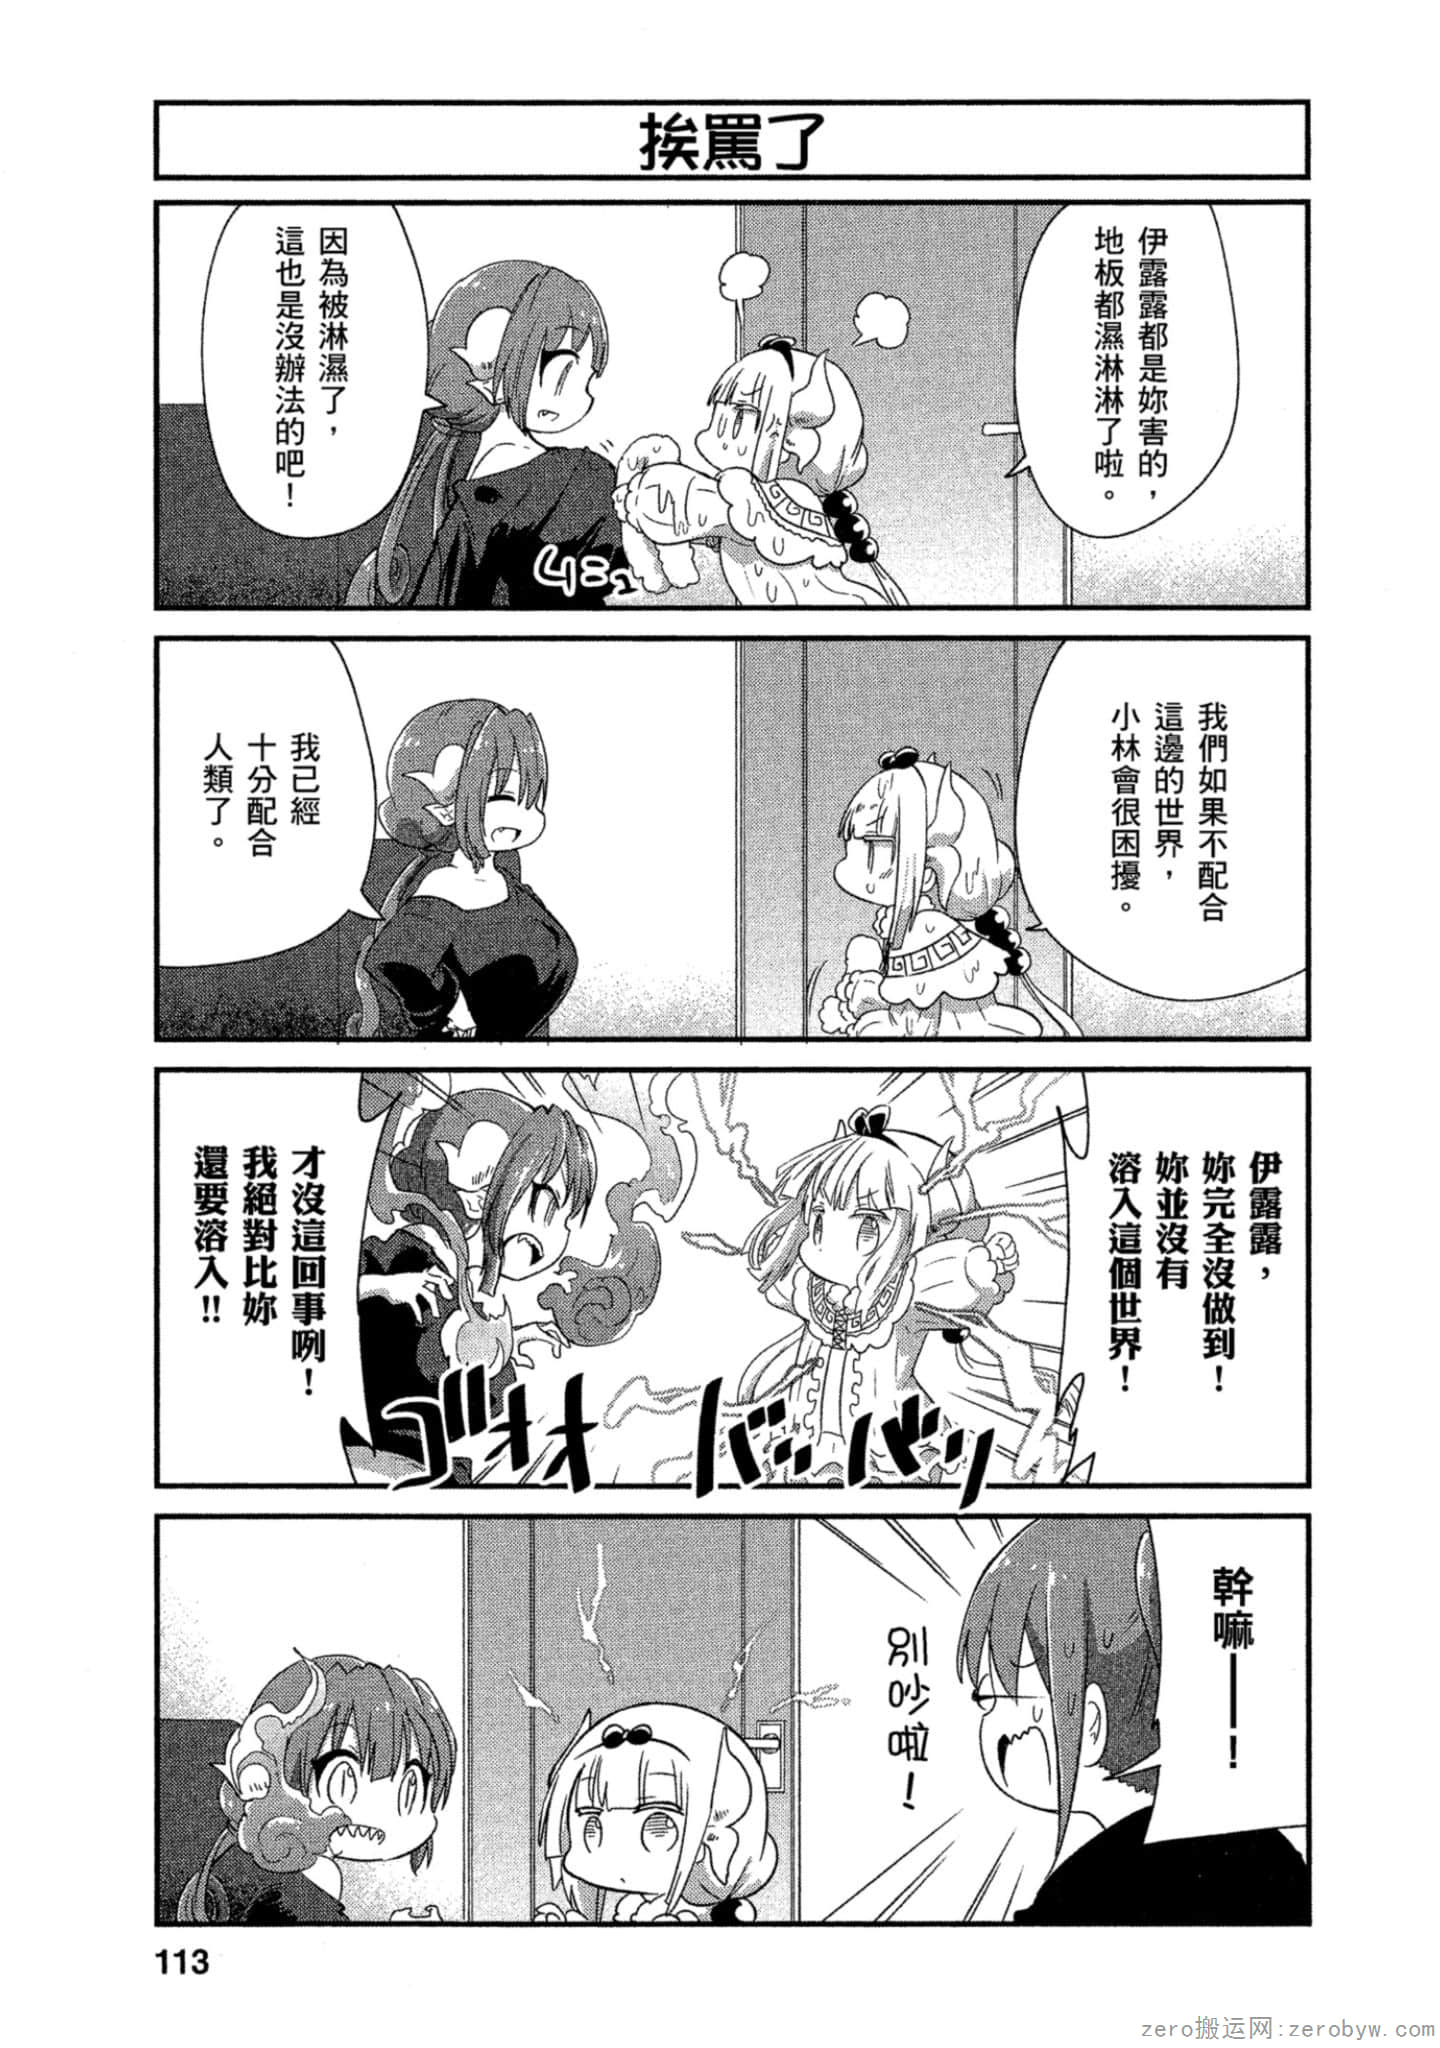 挨罵了
伊露露都是妳害的，
地板都濕淋淋了啦。
因為被淋濕了，
這也是沒辦法的吧！
ムニュ
我們如果不配合
這邊的世界，
小林會很困擾。
我已經
十分配合
人類了。
伊露露，
妳完全沒做到！
妳並沒有
溶入這個世界！
才沒這回事咧！
我絕對比妳
還要溶入!!
バリバリッ
ゴオオ
幹嘛——！
別吵啦！
113
zero搬运网:zerobyw.com